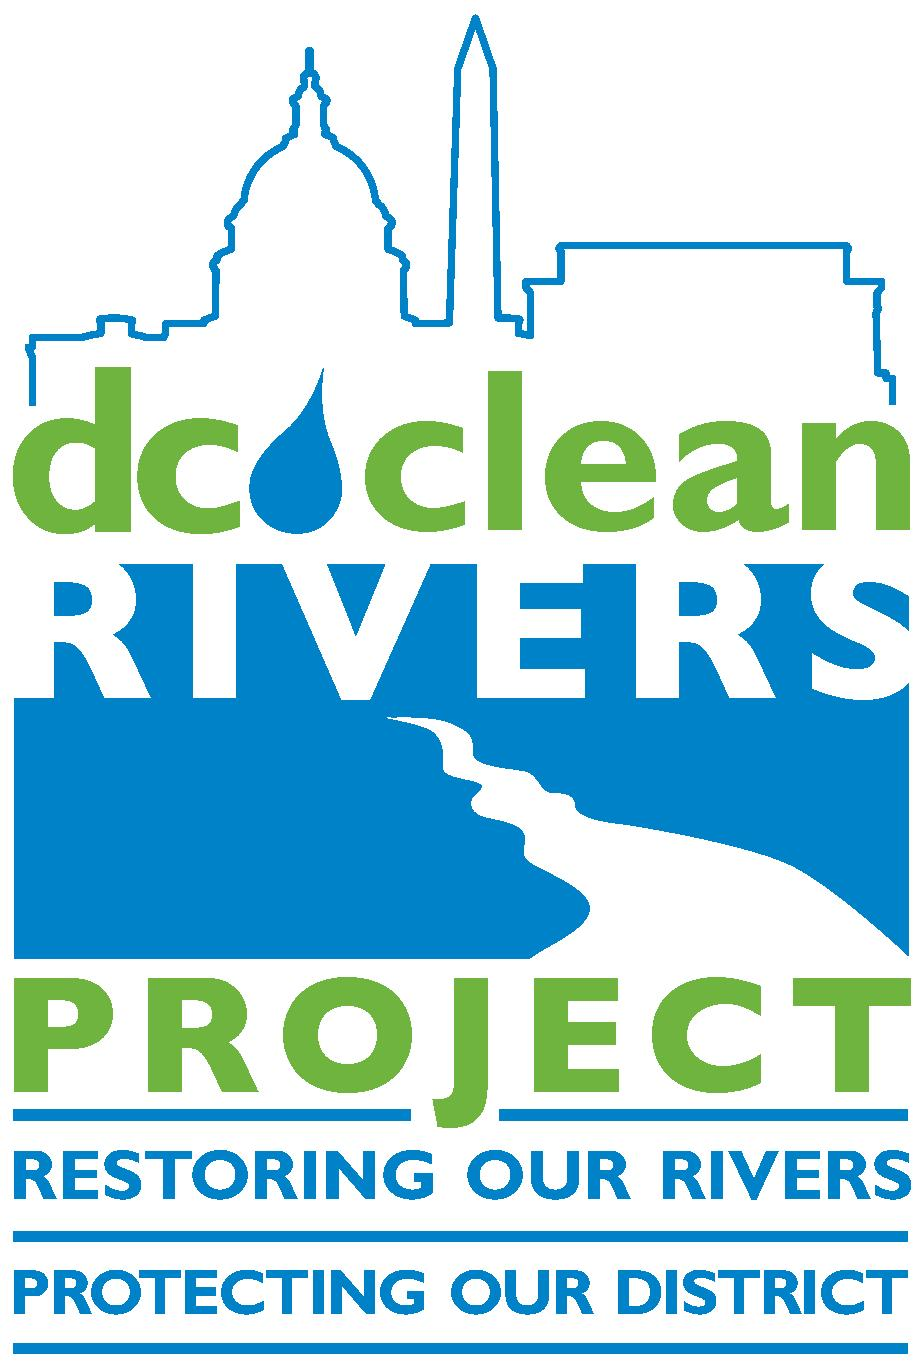 dc clean
RIVERS
PROJECT
RESTORING OUR RIVERS
PROTECTING OUR DISTRICT